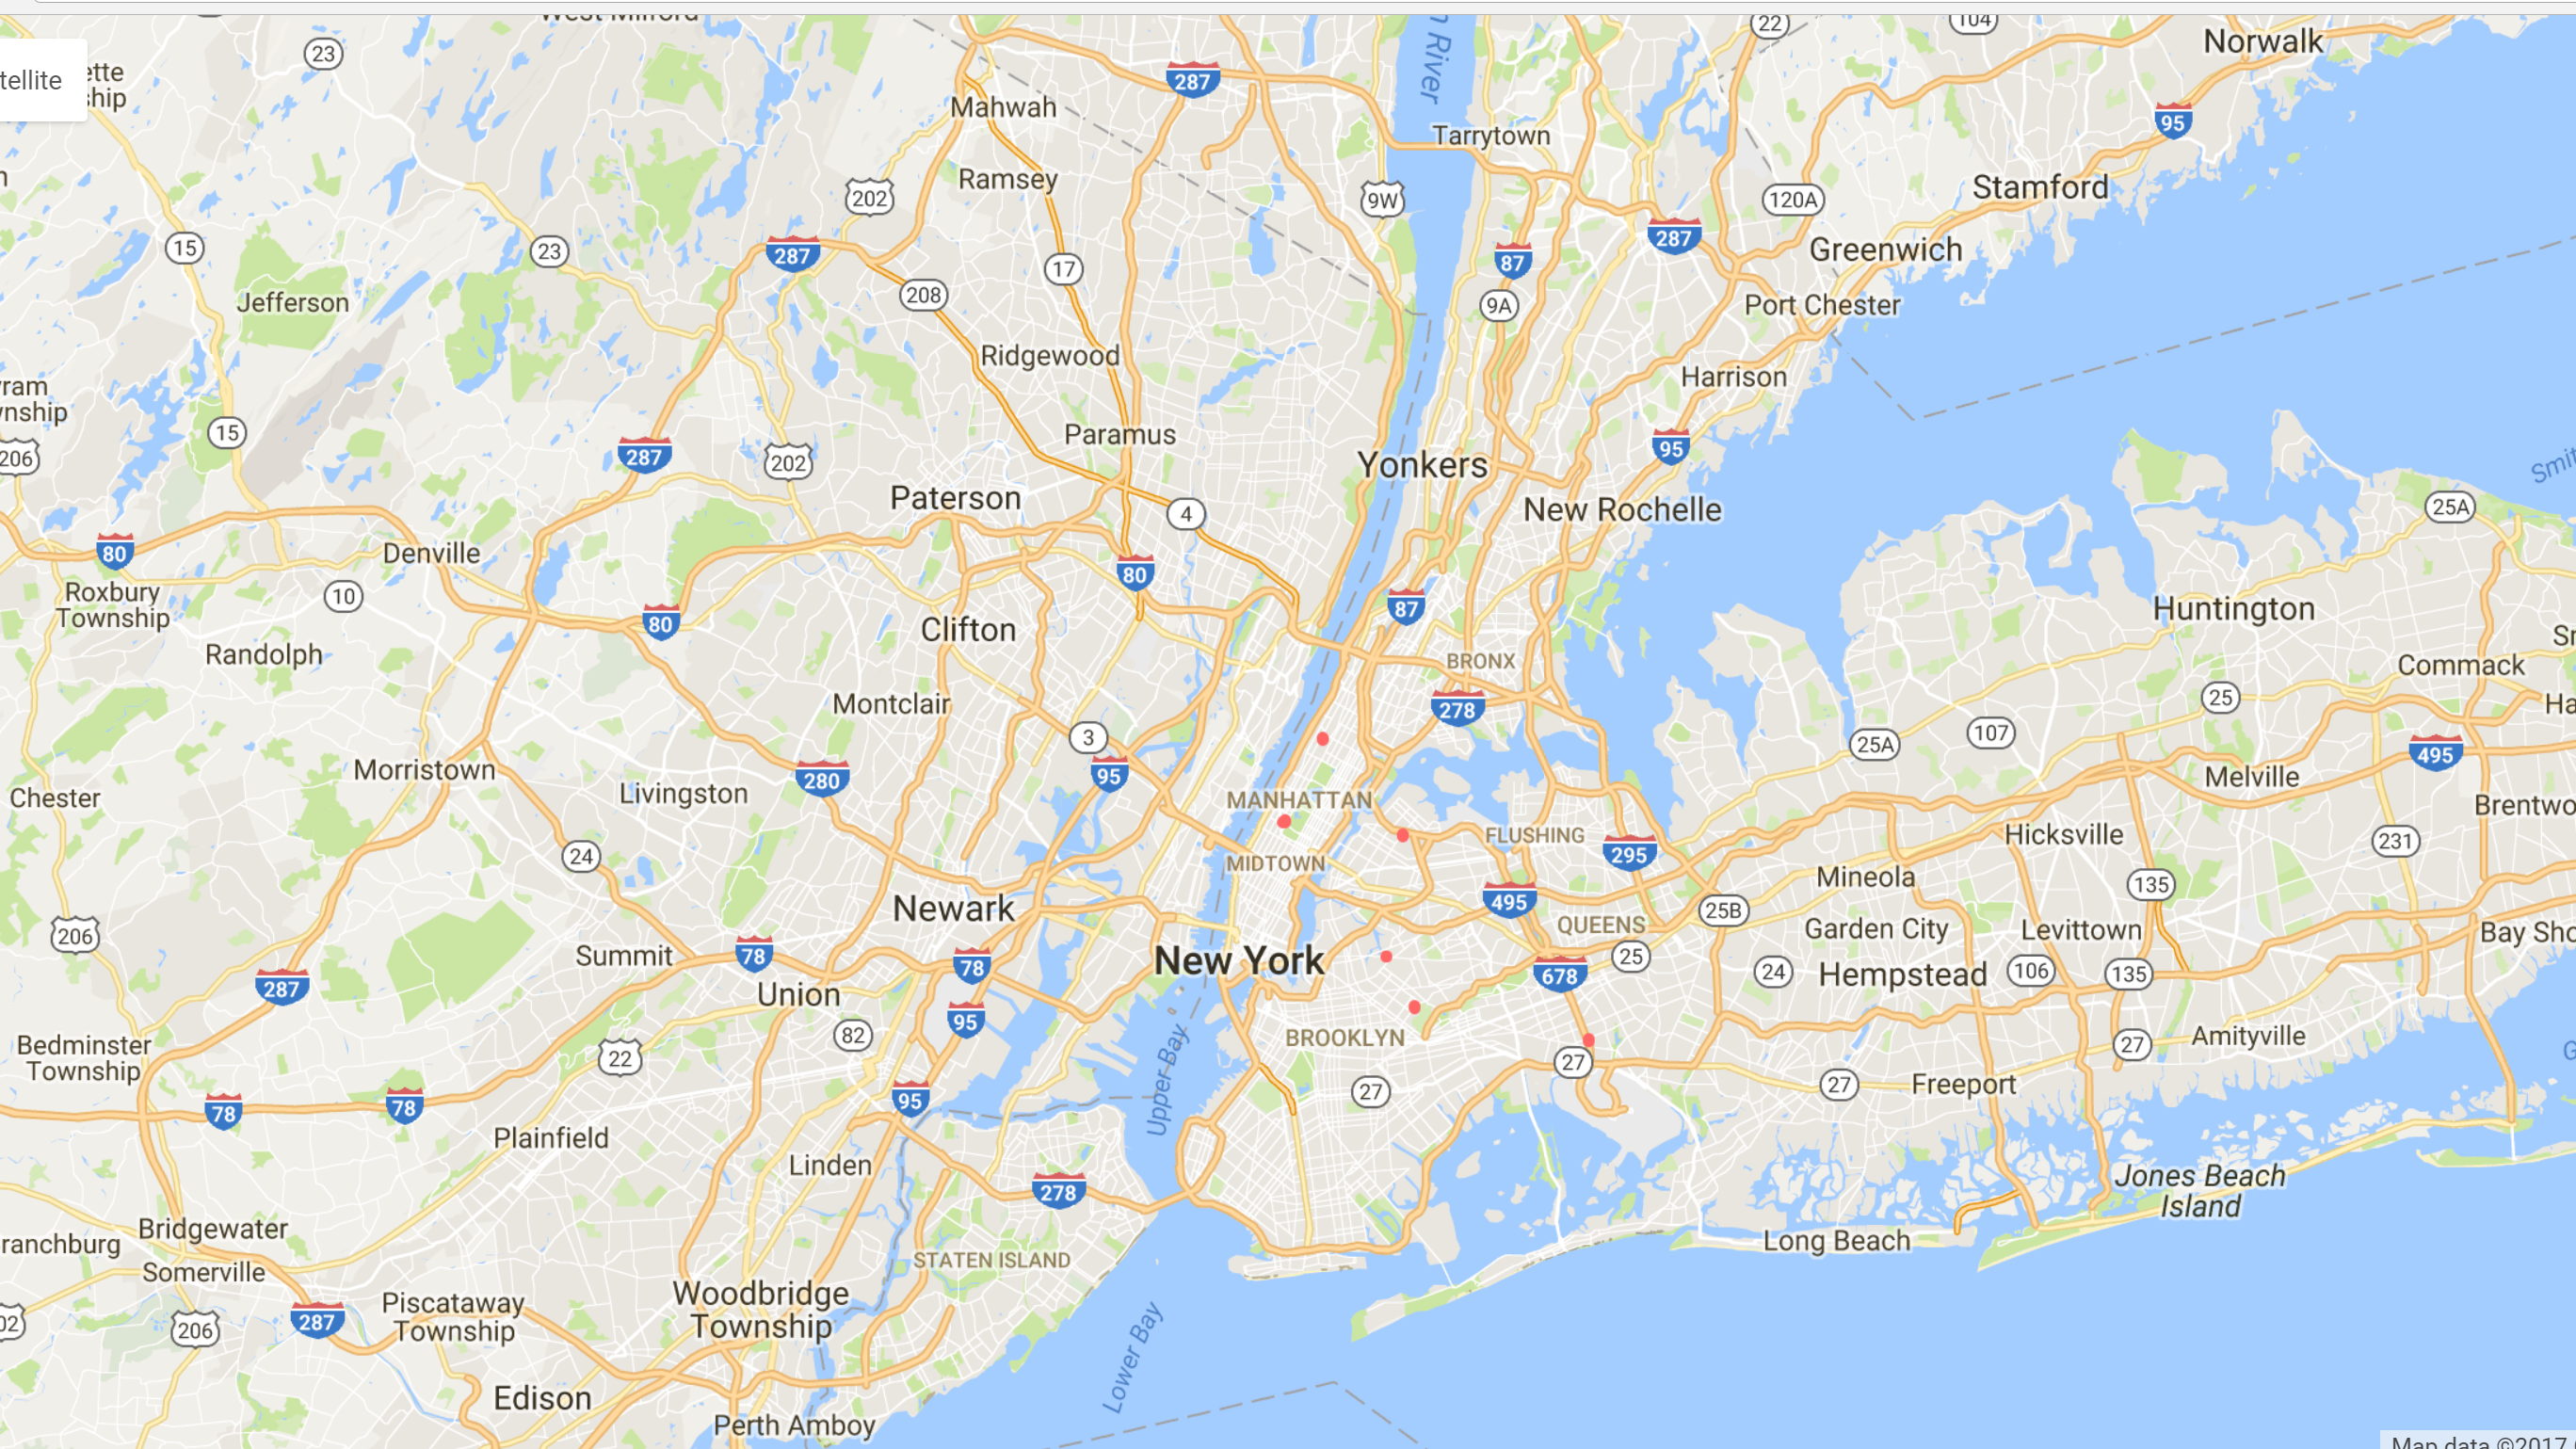 West Milford
22
104
Norwalk
23
tellite
ette
ship
287
n River
Mahwah
Tarrytown
95
Ramsey
202
9W
120A
Stamford
15
23
287
17
87
287
Greenwich
208
9A
Port Chester
Jefferson
Ridgewood
Harrison
ram
nship
15
Paramus
95
206
287
202
Yonkers
Smit
Paterson
4
New Rochelle
25A
80
Denville
80
Roxbury
Township
10
87
Huntington
80
Clifton
Randolph
BRONX
Commack
Montclair
278
25
Ha
3
107
25A
495
Morristown
95
280
Melville
Livingston
Chester
MANHATTAN
Brentwo
FLUSHING
Hicksville
231
24
MIDTOWN
295
Mineola
135
495
Newark
25B
QUEENS
Garden City
Levittown
Bay Sho
206
Summit
78
78
New York
25
24
Hempstead
106
135
678
287
Union
95
82
BROOKLYN
Amityville
27
Bedminster
Township
22
27
Upper Bay
27
27
Freeport
78
78
95
Plainfield
Linden
278
Jones Beach
Island
Bridgewater
ranchburg
Long Beach
STATEN ISLAND
Somerville
Woodbridge
Township
Piscataway
Township
02
206
287
Lower Bay
Edison
Perth Amboy
Map data ©2017